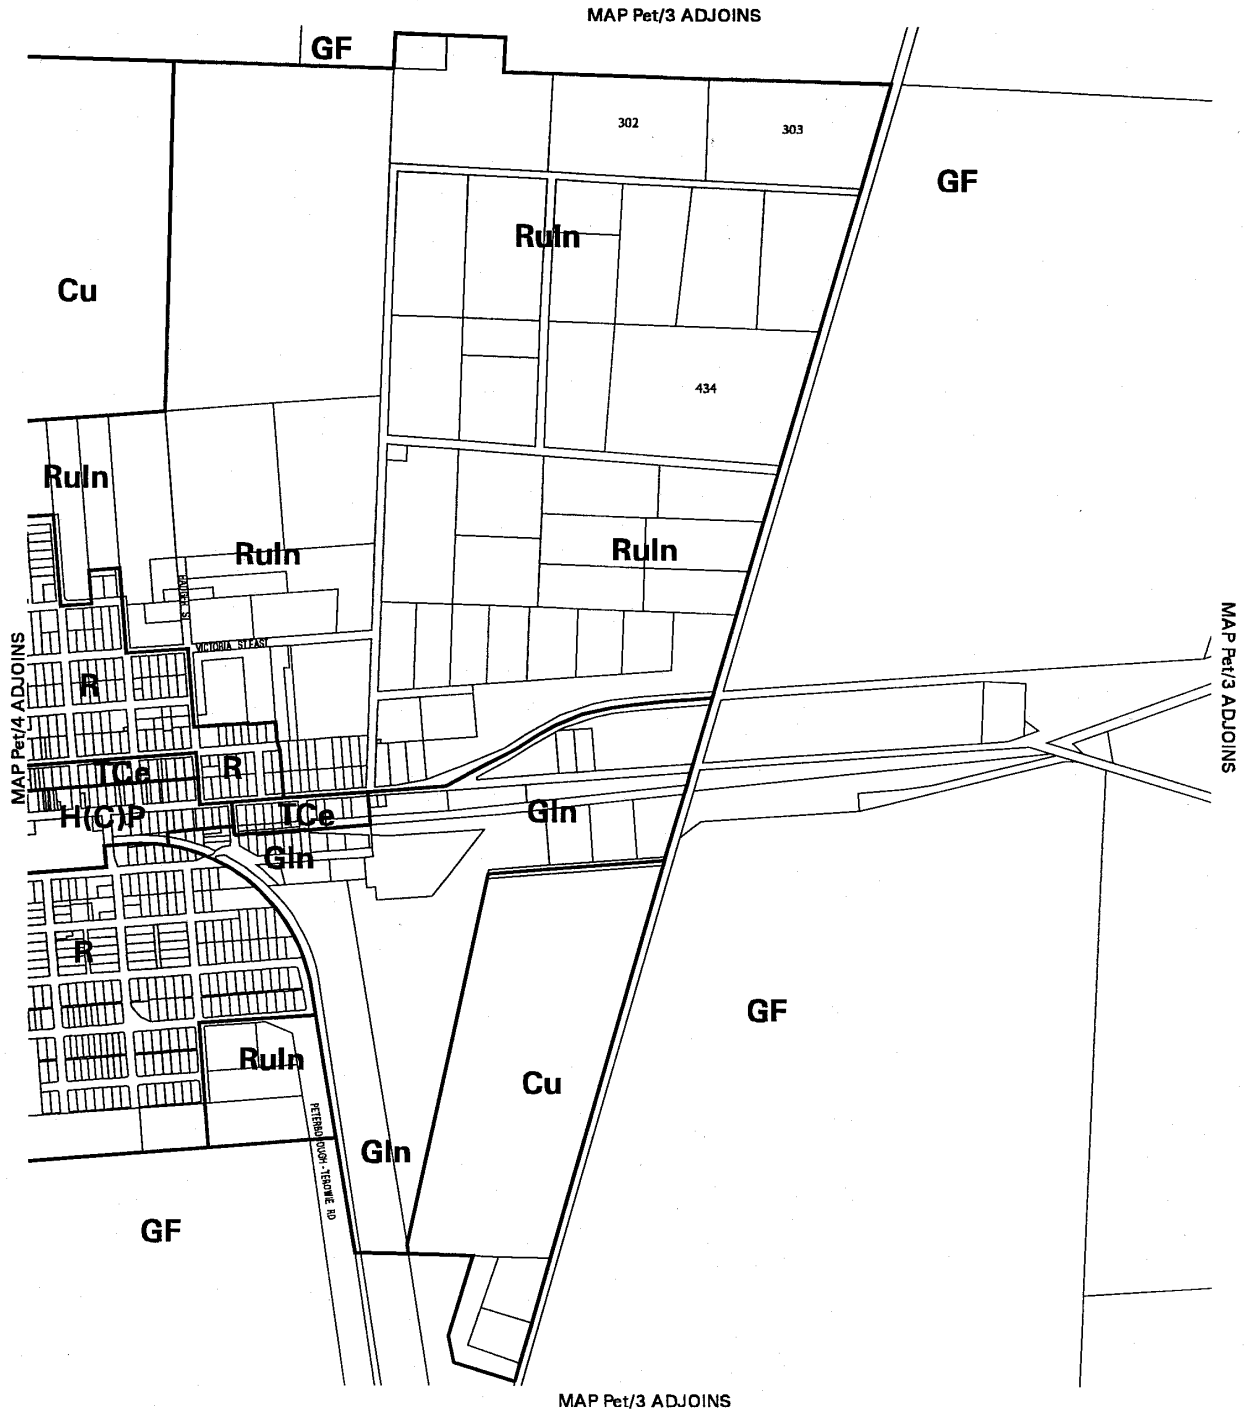 MAP Pet/3 ADJOINS
GF
302
303
GF
RuIn
Cu
434
RuIn
RuIn
RuIn
VICTORIA ST.EAST
MAP Pet/4 ADJOINS
MAP Pet/3 ADJOINS
R
TCe
R
H(C)P
TCe
GIn
GIn
R
GF
RuIn
Cu
PETERBOROUGH - TEROWIE RD
GIn
GF
MAP Pet/3 ADJOINS